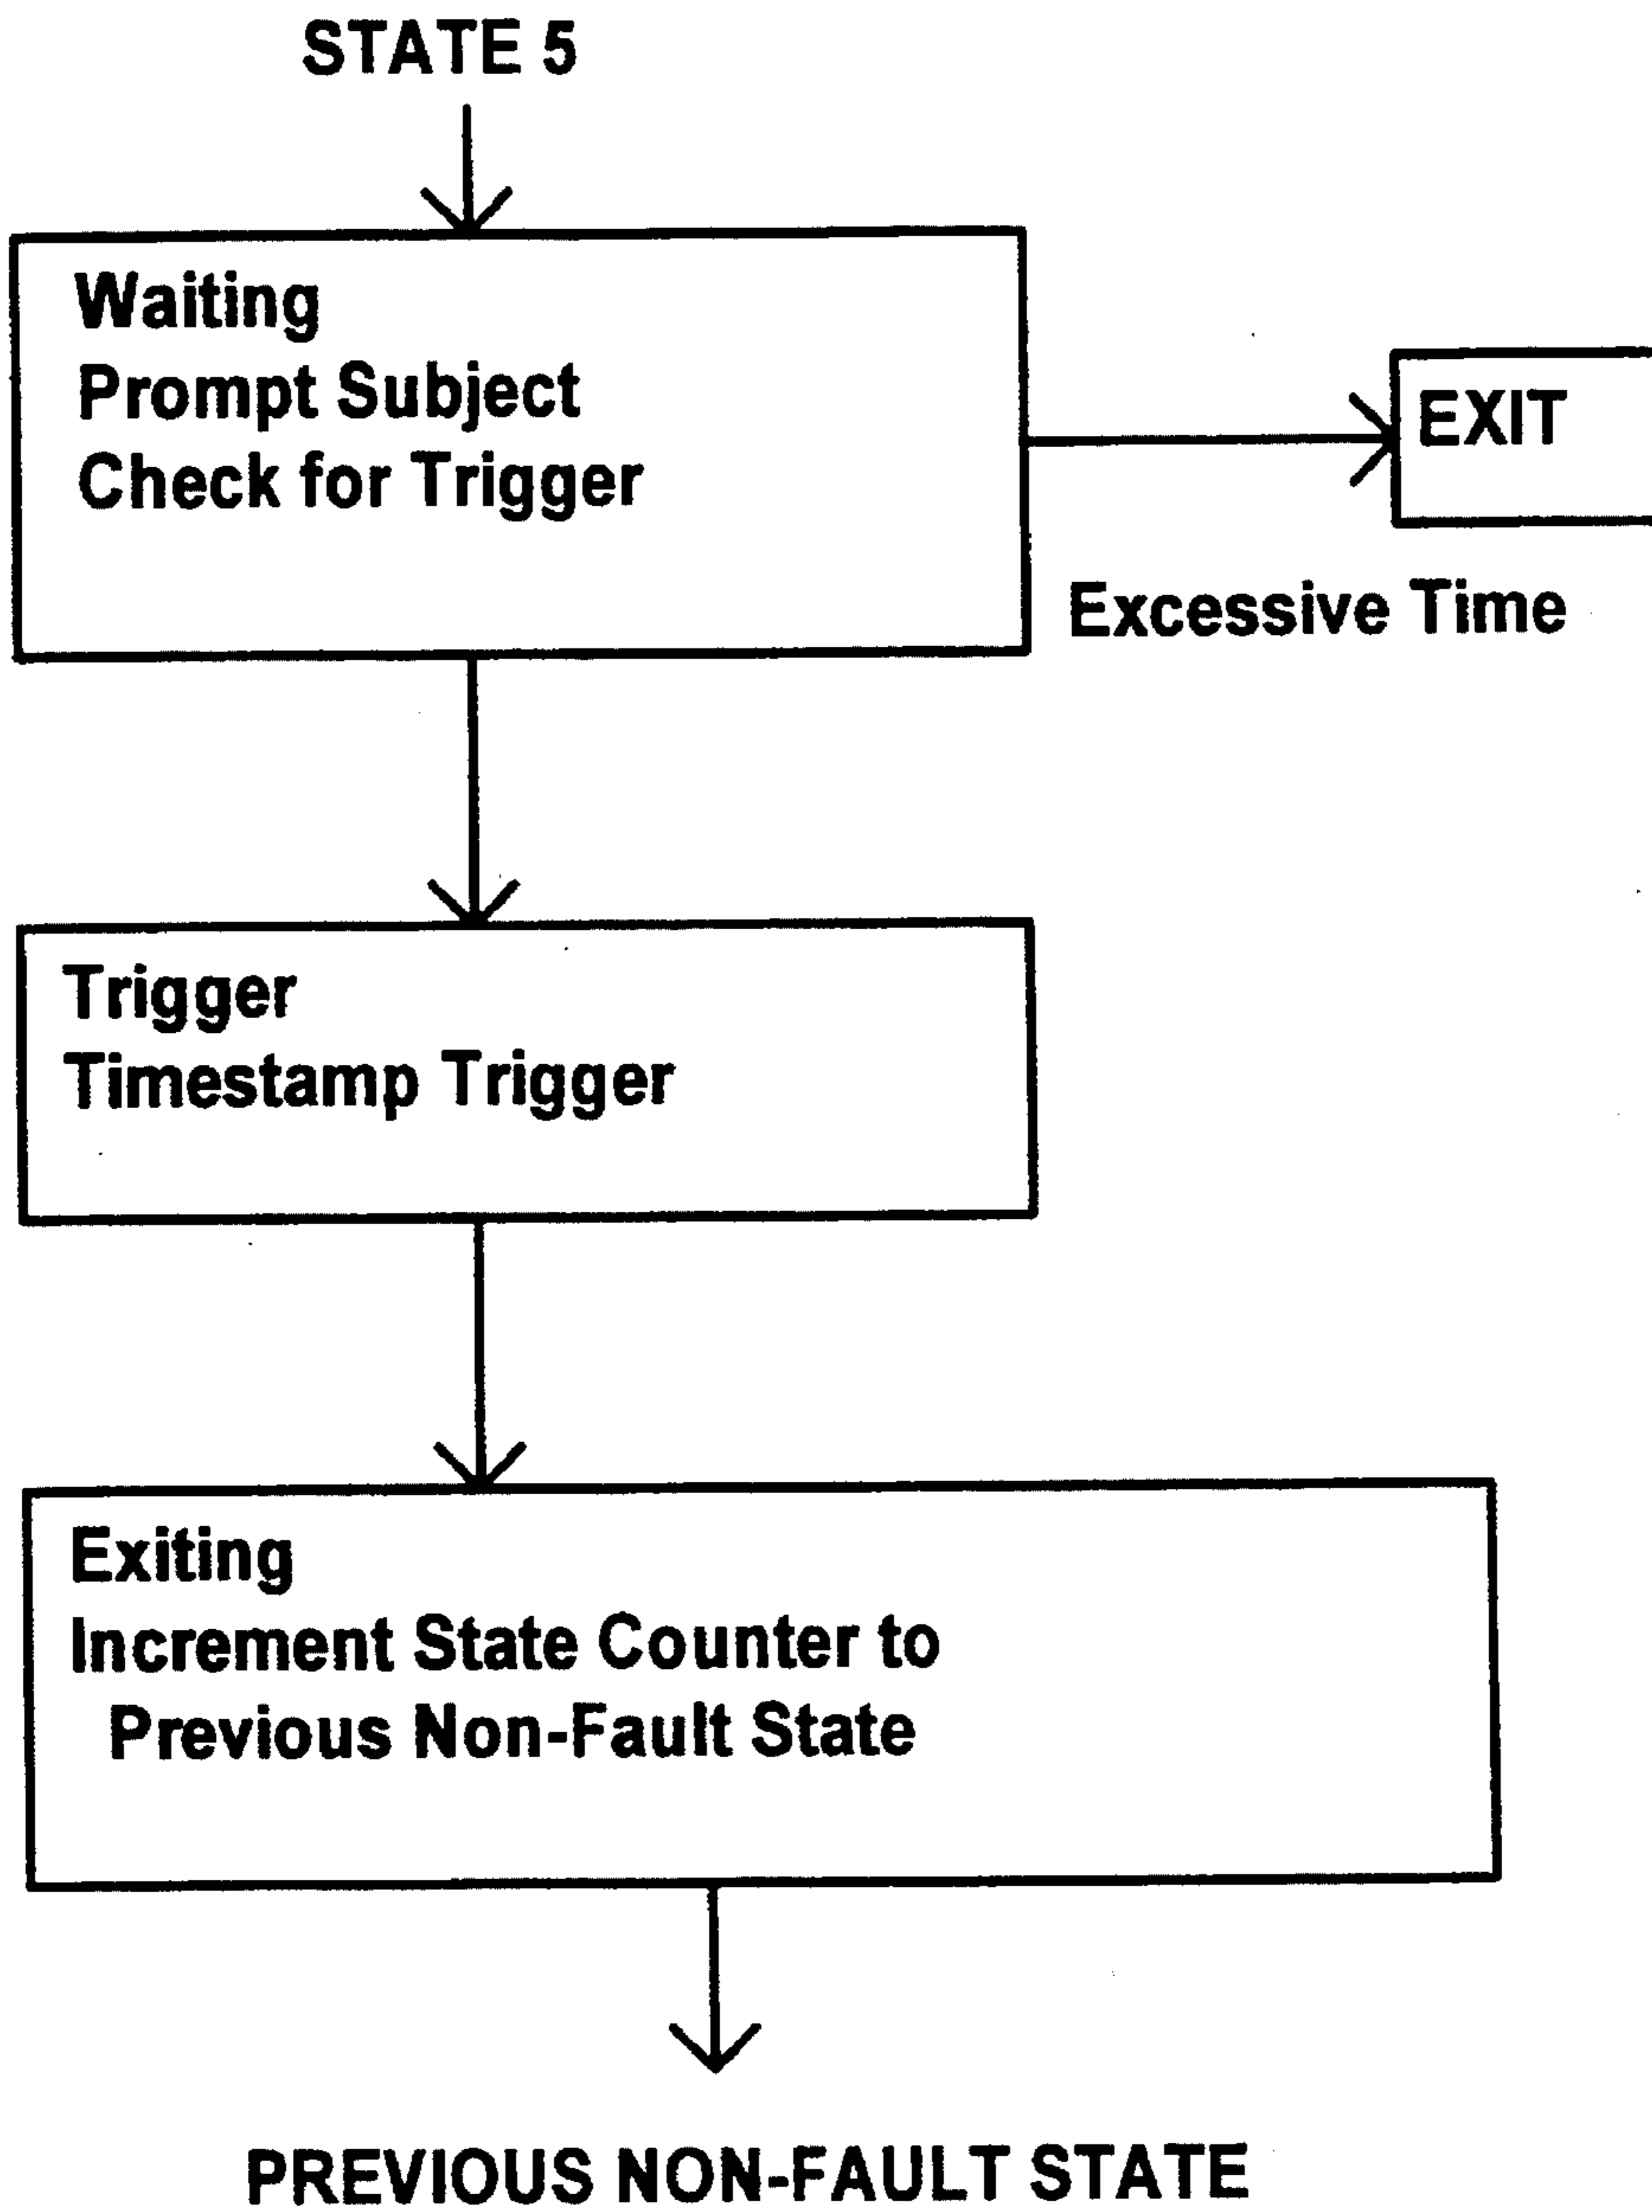 STATE 5
Waiting
Prompt Subject
Check for Trigger
EXIT
Excessive Time
Trigger
Timestamp Trigger
Exiting
Increment State Counter to
Previous Non-Fault State
PREVIOUS NON-FAULT STATE